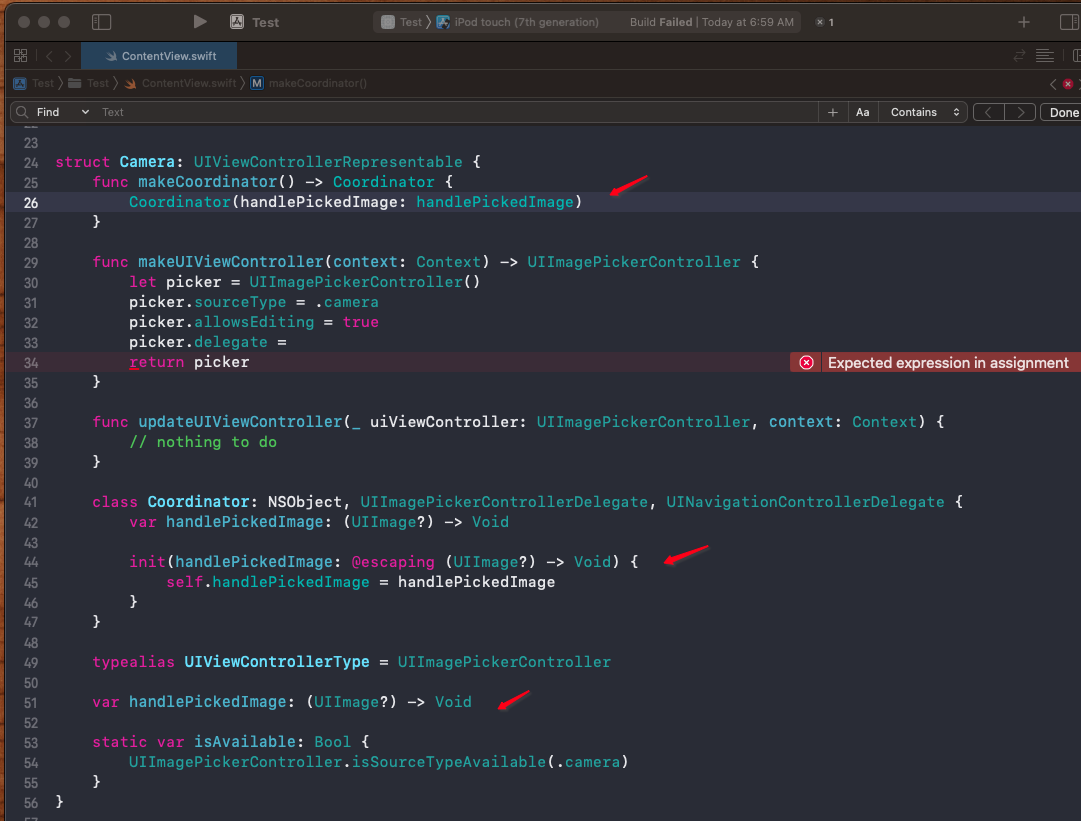 Test
Test 〉 iPod touch (7th generation)
Build Failed | Today at 6:59 AM
1
ContentView.swift
Test 〉 Test 〉 ContentView.swift 〉 M makeCoordinator()
Find Text
Aa Contains Done
23
24 struct Camera: UIViewControllerRepresentable {
25     func makeCoordinator() -> Coordinator {
26         Coordinator(handlePickedImage: handlePickedImage)
27     }
28
29     func makeUIViewController(context: Context) -> UIImagePickerController {
30         let picker = UIImagePickerController()
31         picker.sourceType = .camera
32         picker.allowsEditing = true
33         picker.delegate =
34         return picker Expected expression in assignment
35     }
36
37     func updateUIViewController(_ uiViewController: UIImagePickerController, context: Context) {
38         // nothing to do
39     }
40
41     class Coordinator: NSObject, UIImagePickerControllerDelegate, UINavigationControllerDelegate {
42         var handlePickedImage: (UIImage?) -> Void
43
44         init(handlePickedImage: @escaping (UIImage?) -> Void) {
45             self.handlePickedImage = handlePickedImage
46         }
47     }
48
49     typealias UIViewControllerType = UIImagePickerController
50
51     var handlePickedImage: (UIImage?) -> Void
52
53     static var isAvailable: Bool {
54         UIImagePickerController.isSourceTypeAvailable(.camera)
55     }
56 }